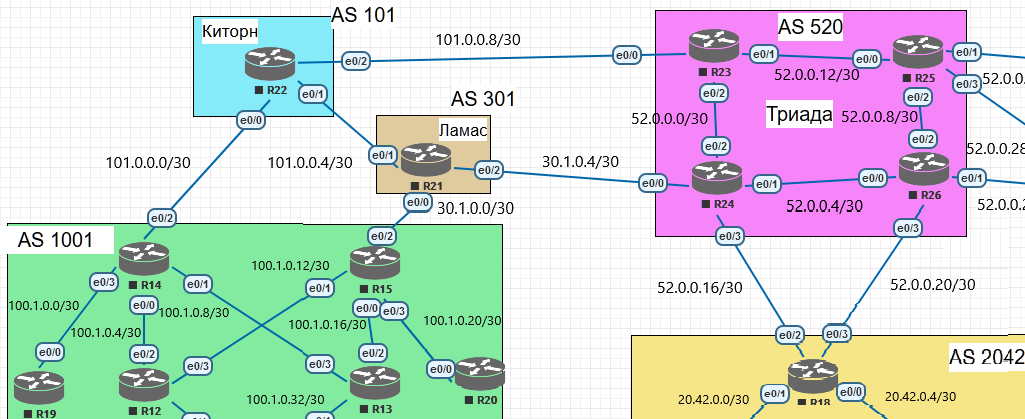 AS 101
Киторн
R22
e0/2
e0/1
e0/0
101.0.0.8/30
AS 520
e0/0
R23
e0/1
e0/2
52.0.0.12/30
e0/0
R25
e0/1
e0/3
e0/2
Триада
52.0.0.0/30
52.0.0.8/30
AS 301
Ламас
e0/1
R21
e0/2
e0/0
101.0.0.0/30
101.0.0.4/30
30.1.0.4/30
30.1.0.0/30
e0/2
e0/0
R24
e0/1
e0/3
52.0.0.4/30
e0/2
e0/0
R26
e0/1
e0/3
52.0.0.28
AS 1001
e0/2
R14
e0/3
e0/0
e0/1
100.1.0.0/30
100.1.0.4/30
100.1.0.8/30
100.1.0.12/30
e0/2
R15
e0/1
e0/0
e0/3
100.1.0.16/30
100.1.0.20/30
52.0.0.16/30
52.0.0.20/30
e0/0
R19
e0/2
R12
e0/3
e0/3
e0/2
R13
100.1.0.32/30
e0/0
R20
AS 2042
e0/2
e0/3
R18
e0/1
e0/0
20.42.0.0/30
20.42.0.4/30